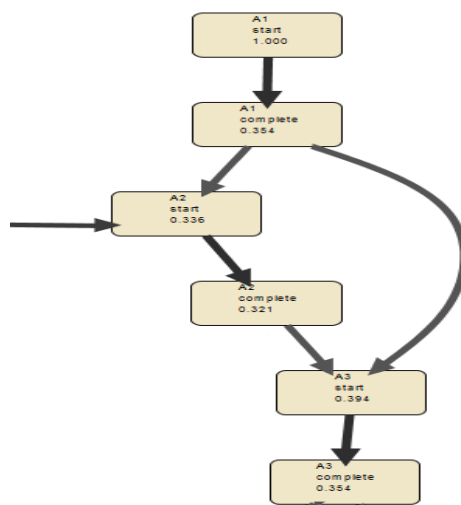 A1
start
1.000
A1
complete
0.354
A2
start
0.336
A2
complete
0.321
A3
start
0.394
A3
complete
0.354